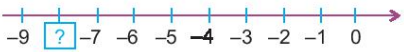 –9 ? –7 –6 –5 –4 –3 –2 –1 0